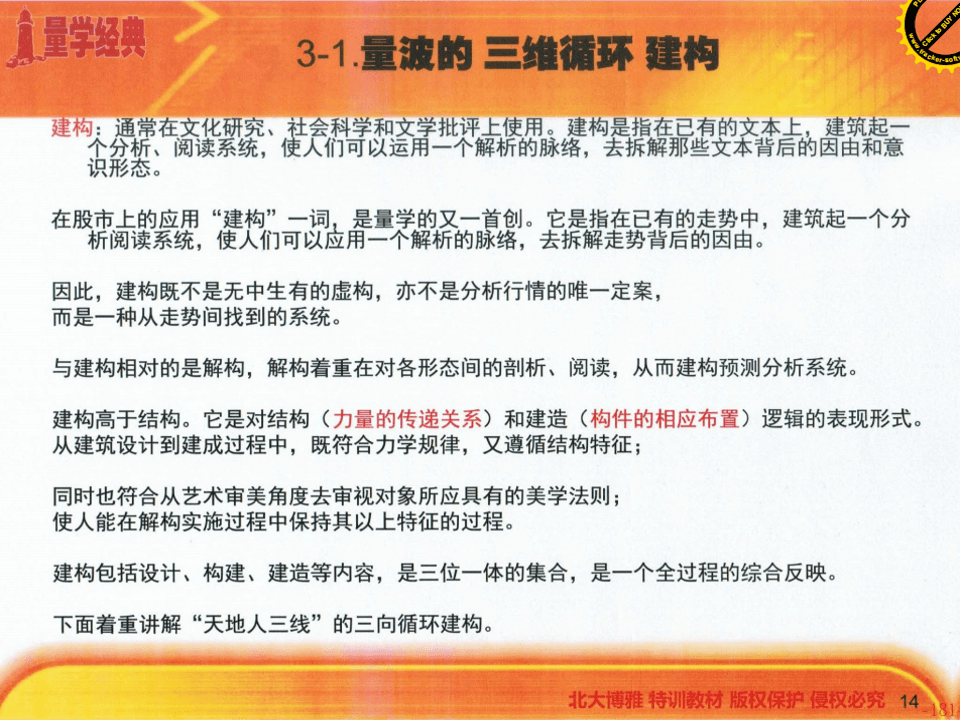 量学经典
3-1.量波的 三维循环 建构
Click to BUY NOW
建构：通常在文化研究、社会科学和文学批评上使用。建构是指在已有的文本上，建筑起一
个分析、阅读系统，使人们可以运用一个解析的脉络，去拆解那些文本背后的因由和意
识形态。
在股市上的应用“建构”一词，是量学的又一首创。它是指在已有的走势中，建筑起一个分
析阅读系统，使人们可以应用一个解析的脉络，去拆解走势背后的因由。
因此，建构既不是无中生有的虚构，亦不是分析行情的唯一定案，
而是一种从走势间找到的系统。
与建构相对的是解构，解构着重在对各形态间的剖析、阅读，从而建构预测分析系统。
建构高于结构。它是对结构（力量的传递关系）和建造（构件的相应布置）逻辑的表现形式。
从建筑设计到建成过程中，既符合力学规律，又遵循结构特征；
同时也符合从艺术审美角度去审视对象所应具有的美学法则；
使人能在解构实施过程中保持其以上特征的过程。
建构包括设计、构建、建造等内容，是三位一体的集合，是一个全过程的综合反映。
下面着重讲解“天地人三线”的三向循环建构。
北大博雅 特训教材 版权保护 侵权必究 14